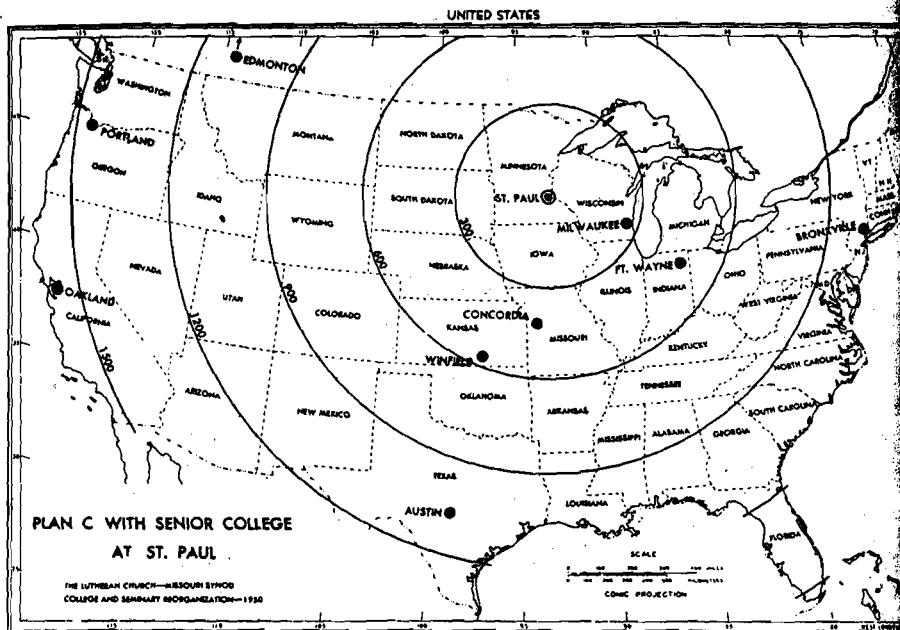 UNITED STATES
EDMONTON
WASHINGTON
PORTLAND
OREGON
MONTANA
NORTH DAKOTA
MINNESOTA
IDAHO
WYOMING
SOUTH DAKOTA
ST. PAUL
WISCONSIN
MILWAUKEE
MICHIGAN
NEW YORK
VT
N H
MASS
CONN
BRONXVILLE
PENNSYLVANIA
300
600
900
1200
1500
NEVADA
UTAH
COLORADO
NEBRASKA
IOWA
FT. WAYNE
ILLINOIS
INDIANA
OHIO
WEST VIRGINIA
VIRGINIA
OAKLAND
CALIFORNIA
CONCORDIA
KANSAS
MISSOURI
KENTUCKY
WINFIELD
NORTH CAROLINA
TENNESSEE
ARIZONA
NEW MEXICO
OKLAHOMA
ARKANSAS
SOUTH CAROLINA
MISSISSIPPI
ALABAMA
GEORGIA
TEXAS
AUSTIN
LOUISIANA
FLORIDA
PLAN C WITH SENIOR COLLEGE
AT ST. PAUL
THE LUTHERAN CHURCH—MISSOURI SYNOD
COLLEGE AND SEMINARY REORGANIZATION—1950
SCALE
CONIC PROJECTION